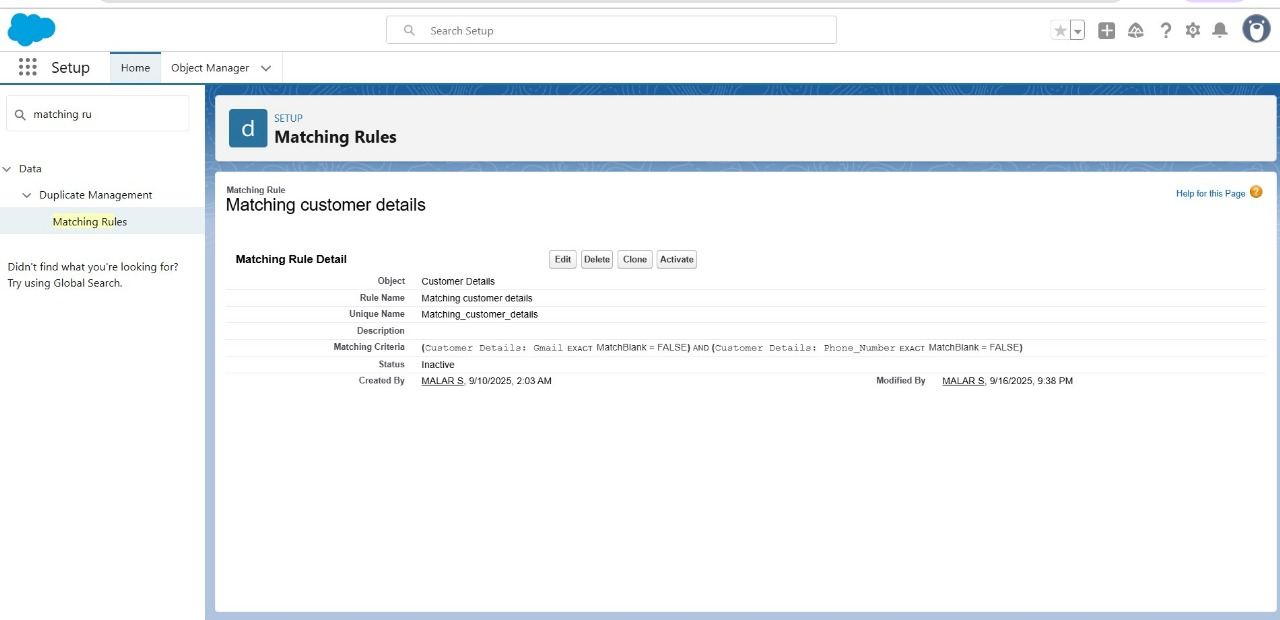 Search Setup
Setup
Home
Object Manager
matching ru
Data
Duplicate Management
Matching Rules
Didn't find what you're looking for?
Try using Global Search.
d
SETUP
Matching Rules
Matching Rule
Matching customer details
Help for this Page ?
Matching Rule Detail
Edit Delete Clone Activate
Object Customer Details
Rule Name Matching customer details
Unique Name Matching_customer_details
Description
Matching Criteria (Customer Details: Gmail EXACT MatchBlank = FALSE) AND (Customer Details: Phone_Number EXACT MatchBlank = FALSE)
Status Inactive
Created By MALAR S, 9/10/2025, 2:03 AM Modified By MALAR S, 9/16/2025, 9:38 PM